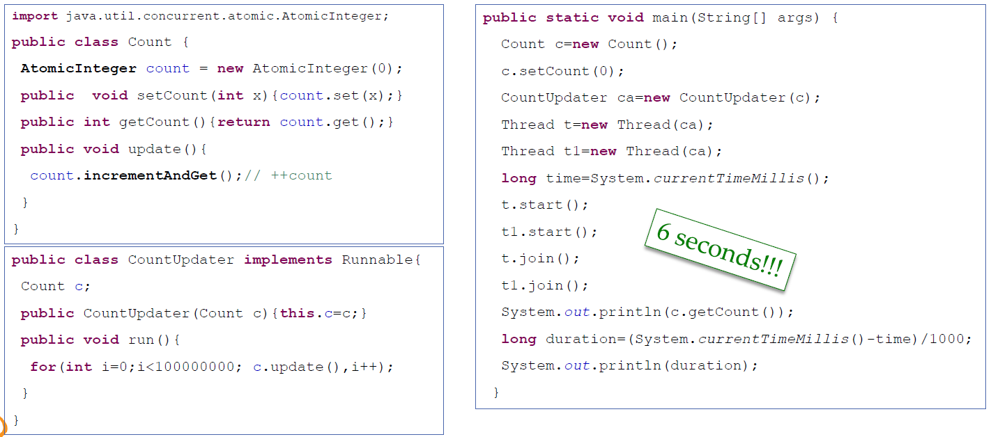 import java.util.concurrent.atomic.AtomicInteger;
public class Count {
AtomicInteger count = new AtomicInteger(0);
public  void setCount(int x){count.set(x);}
public int getCount(){return count.get();}
public void update(){
count.incrementAndGet();// ++count
}
}
public class CountUpdater implements Runnable{
Count c;
public CountUpdater(Count c){this.c=c;}
public void run(){
for(int i=0;i<100000000; c.update(),i++);
}
}
public static void main(String[] args) {
Count c=new Count();
c.setCount(0);
CountUpdater ca=new CountUpdater(c);
Thread t=new Thread(ca);
Thread t1=new Thread(ca);
long time=System.currentTimeMillis();
t.start();
t1.start();
t.join();
t1.join();
System.out.println(c.getCount());
long duration=(System.currentTimeMillis()-time)/1000;
System.out.println(duration);
}
6 seconds!!!